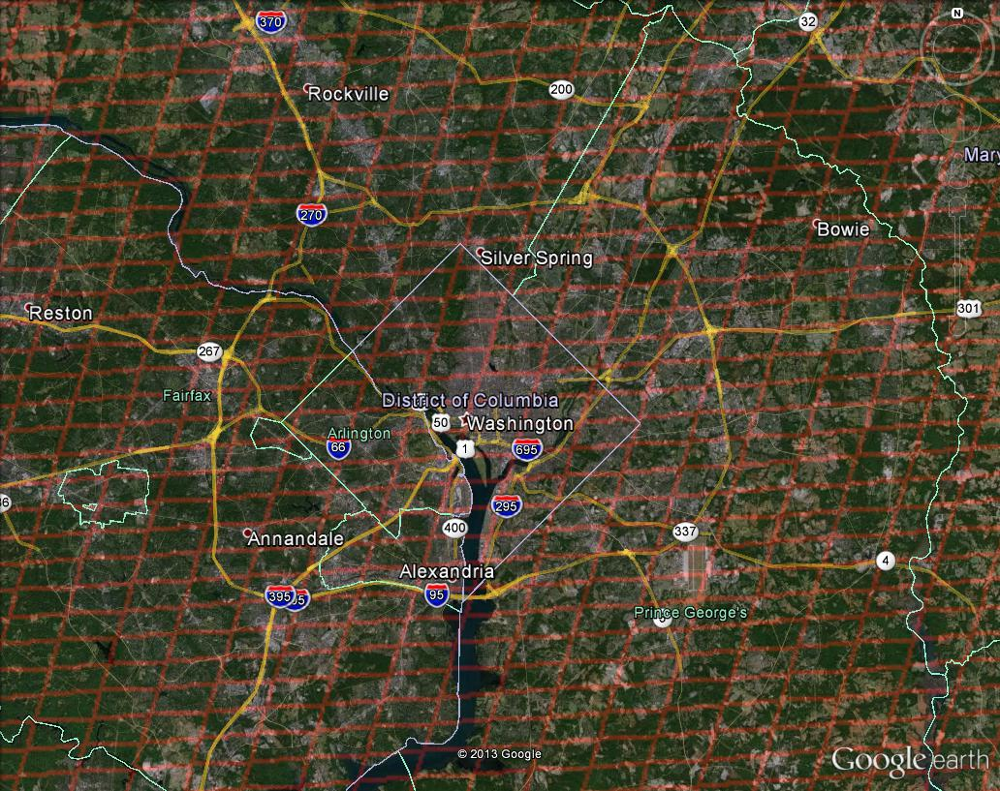 370
32
N
200
Rockville
Mary
270
Bowie
Silver Spring
301
Reston
267
Fairfax
District of Columbia
50
Washington
Arlington
66
1
695
295
400
337
Annandale
4
Alexandria
395
95
Prince George's
© 2013 Google
Google earth